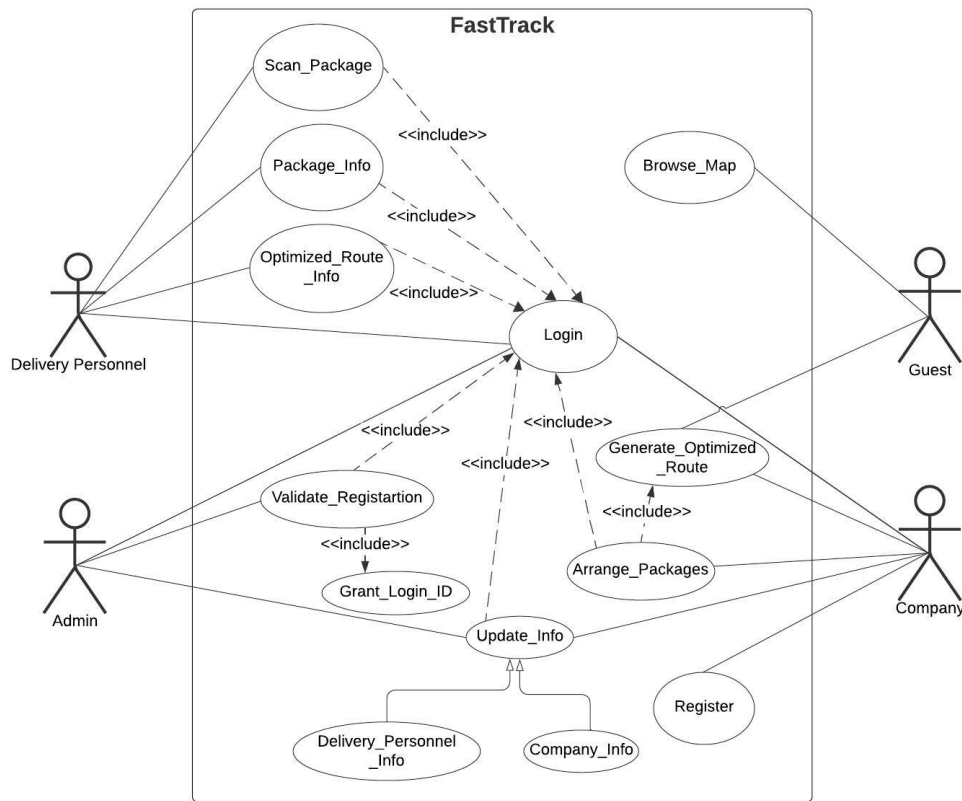 FastTrack
Scan_Package
<<include>>
Package_Info
Browse_Map
<<include>>
Optimized_Route
_Info
<<include>>
Login
Delivery Personnel
Guest
<<include>>
<<include>>
Generate_Optimized
_Route
<<include>>
Validate_Registartion
<<include>>
<<include>>
Arrange_Packages
Grant_Login_ID
Admin
Company
Update_Info
Register
Delivery_Personnel
_Info
Company_Info